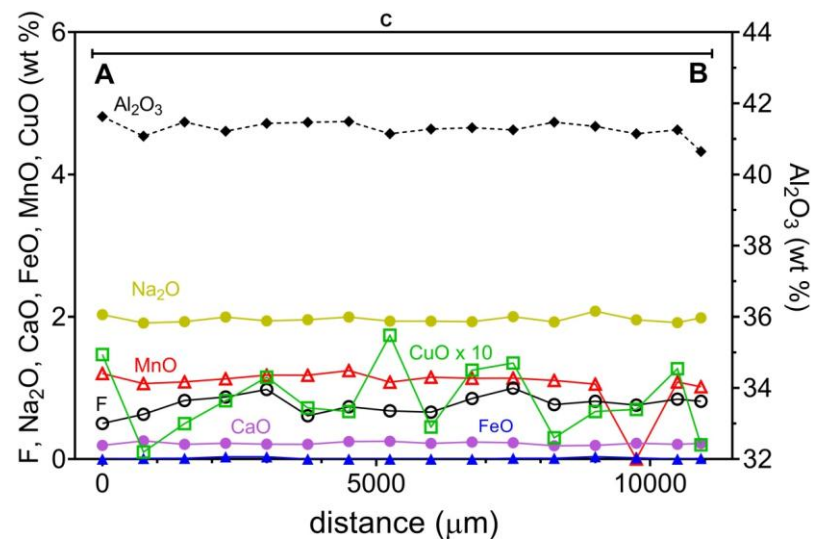 c
A B
Al₂O₃
Na₂O
MnO
CuO x 10
F
CaO
FeO
6
4
2
0
44
42
40
38
36
34
32
0 5000 10000
distance (μm)
F, Na₂O, CaO, FeO, MnO, CuO (wt %)
Al₂O₃ (wt %)